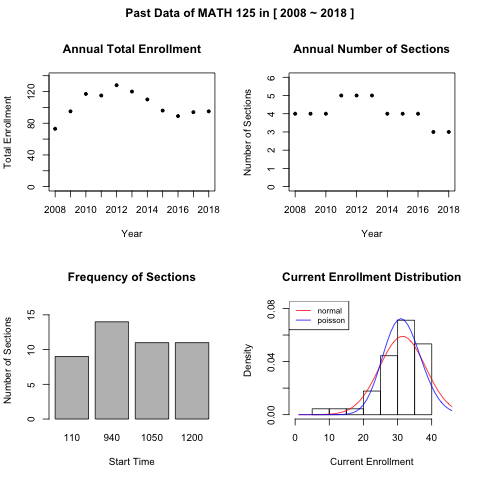 Past Data of MATH 125 in [ 2008 ~ 2018 ]
Annual Total Enrollment
Total Enrollment
0 40 80 120
2008 2010 2012 2014 2016 2018
Year
Annual Number of Sections
Number of Sections
0 1 2 3 4 5 6
2008 2010 2012 2014 2016 2018
Year
Frequency of Sections
Number of Sections
0 5 10 15
110 940 1050 1200
Start Time
Current Enrollment Distribution
normal
poisson
Density
0.00 0.04 0.08
0 10 20 30 40
Current Enrollment